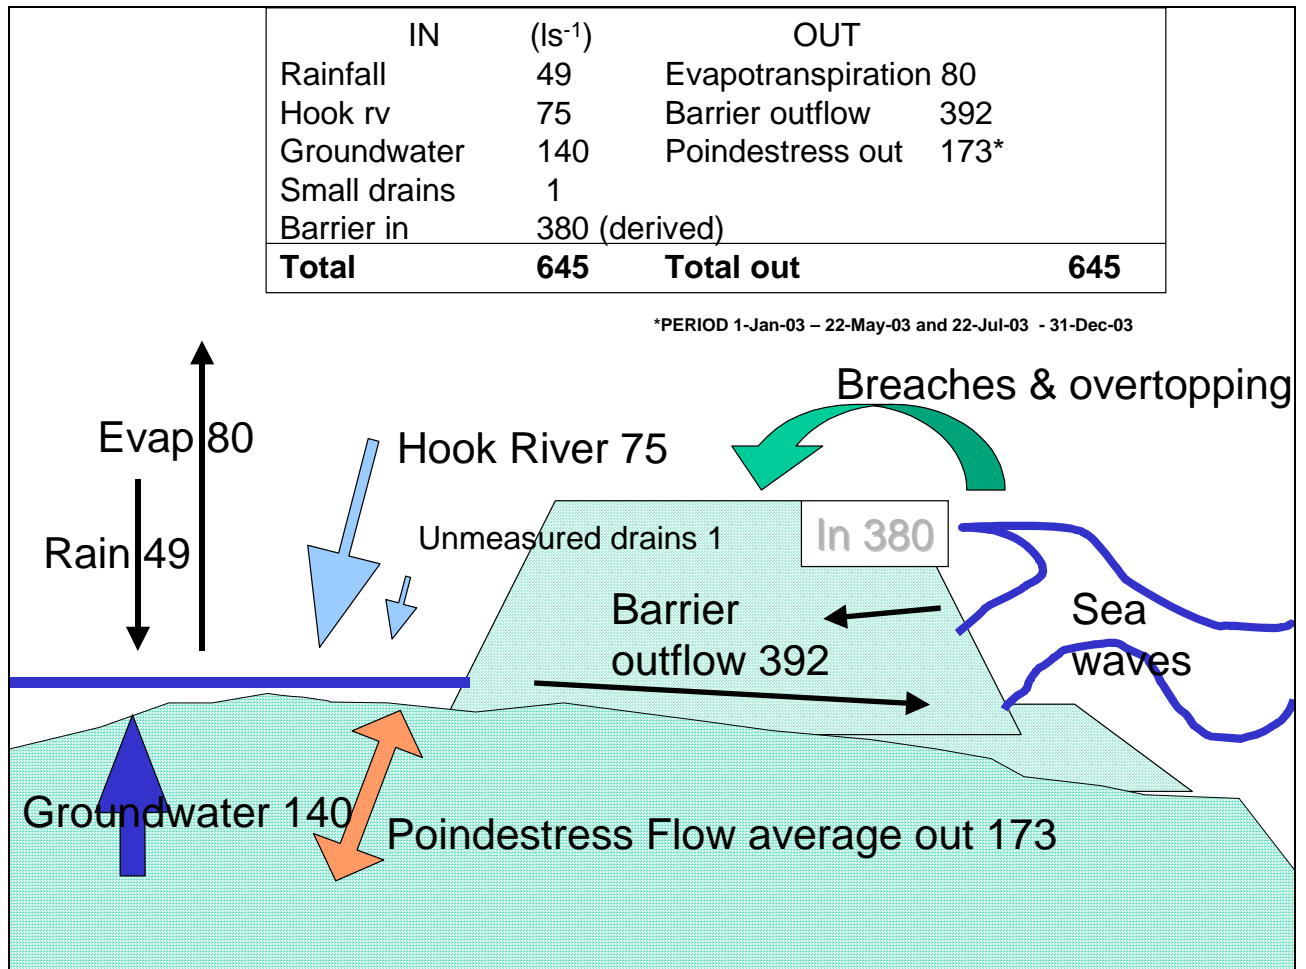 IN (ls-1) OUT
Rainfall 49 Evapotranspiration 80
Hook rv 75 Barrier outflow 392
Groundwater 140 Poindestress out 173*
Small drains 1
Barrier in 380 (derived)
Total 645 Total out 645
*PERIOD 1-Jan-03 – 22-May-03 and 22-Jul-03 - 31-Dec-03
Breaches & overtopping
Evap 80
Hook River 75
Rain 49
Unmeasured drains 1
In 380
Barrier
outflow 392
Sea
waves
Groundwater 140
Poindestress Flow average out 173